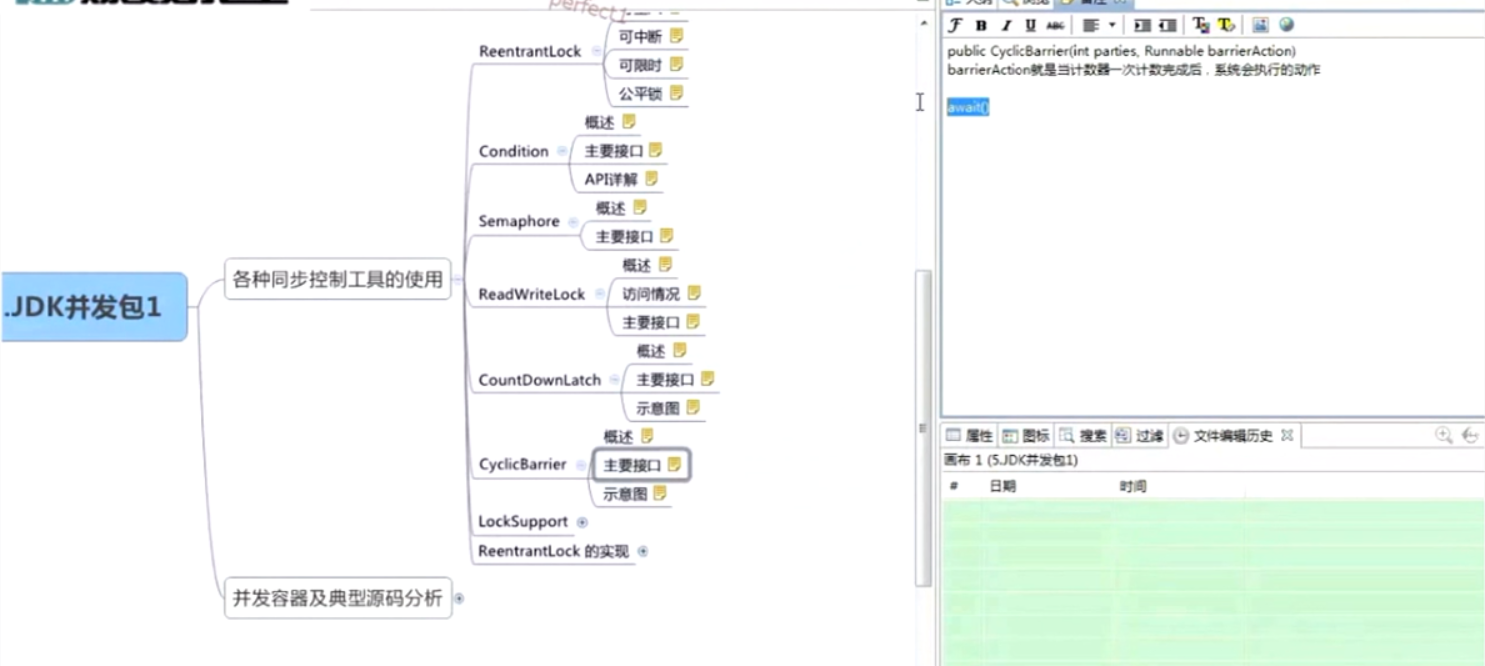 perfect1
ReentrantLock
可中断
可限时
公平锁
Condition
概述
主要接口
API详解
Semaphore
概述
主要接口
ReadWriteLock
概述
访问情况
主要接口
CountDownLatch
概述
主要接口
示意图
CyclicBarrier
概述
主要接口
示意图
LockSupport
ReentrantLock 的实现
各种同步控制工具的使用
.JDK并发包1
并发容器及典型源码分析
B I U ABC
public CyclicBarrier(int parties, Runnable barrierAction)
barrierAction就是当计数器一次计数完成后，系统会执行的动作
await()
属性 图标 搜索 过滤 文件编辑历史
画布 1 (5.JDK并发包1)
# 日期 时间